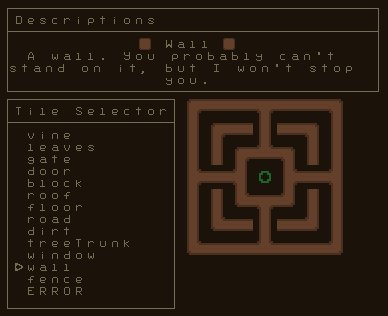 Descriptions
Wall
A wall. You probably can't
stand on it, but I won't stop
you.
Tile Selector
vine
leaves
gate
door
block
roof
floor
road
dirt
treeTrunk
window
wall
fence
ERROR